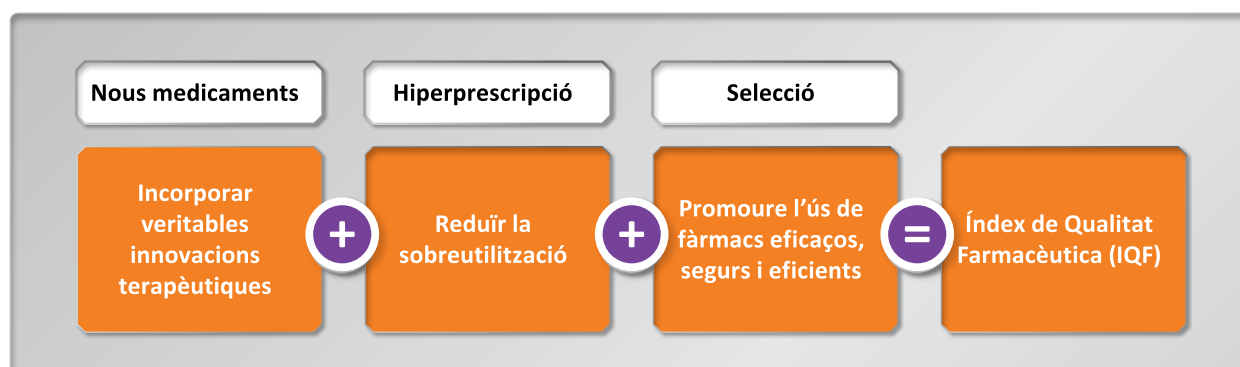 Nous medicaments
Hiperprescripció
Selecció
Incorporar
veritables
innovacions
terapèutiques
+
Reduïr la
sobreutilització
+
Promoure l'ús de
fàrmacs eficaços,
segurs i eficients
=
Índex de Qualitat
Farmacèutica (IQF)